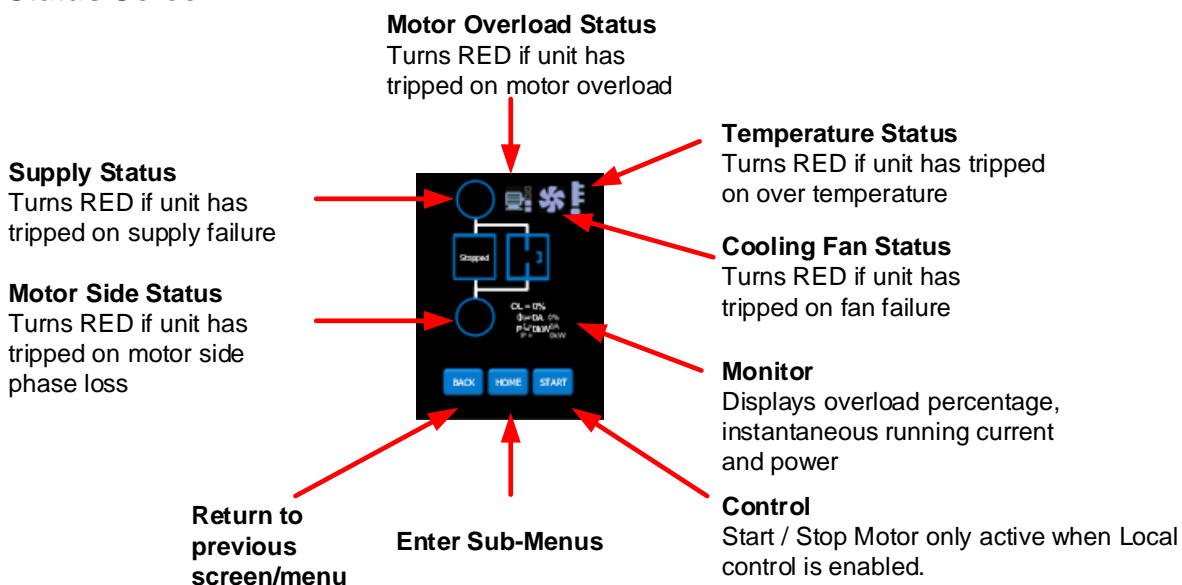 Motor Overload Status
Turns RED if unit has
tripped on motor overload
Temperature Status
Turns RED if unit has tripped
on over temperature
Supply Status
Turns RED if unit has
tripped on supply failure
Cooling Fan Status
Turns RED if unit has
tripped on fan failure
Motor Side Status
Turns RED if unit has
tripped on motor side
phase loss
Stopped
OL = 0%
BACK HOME START
Monitor
Displays overload percentage,
instantaneous running current
and power
Control
Start / Stop Motor only active when Local
control is enabled.
Return to
previous
screen/menu
Enter Sub-Menus